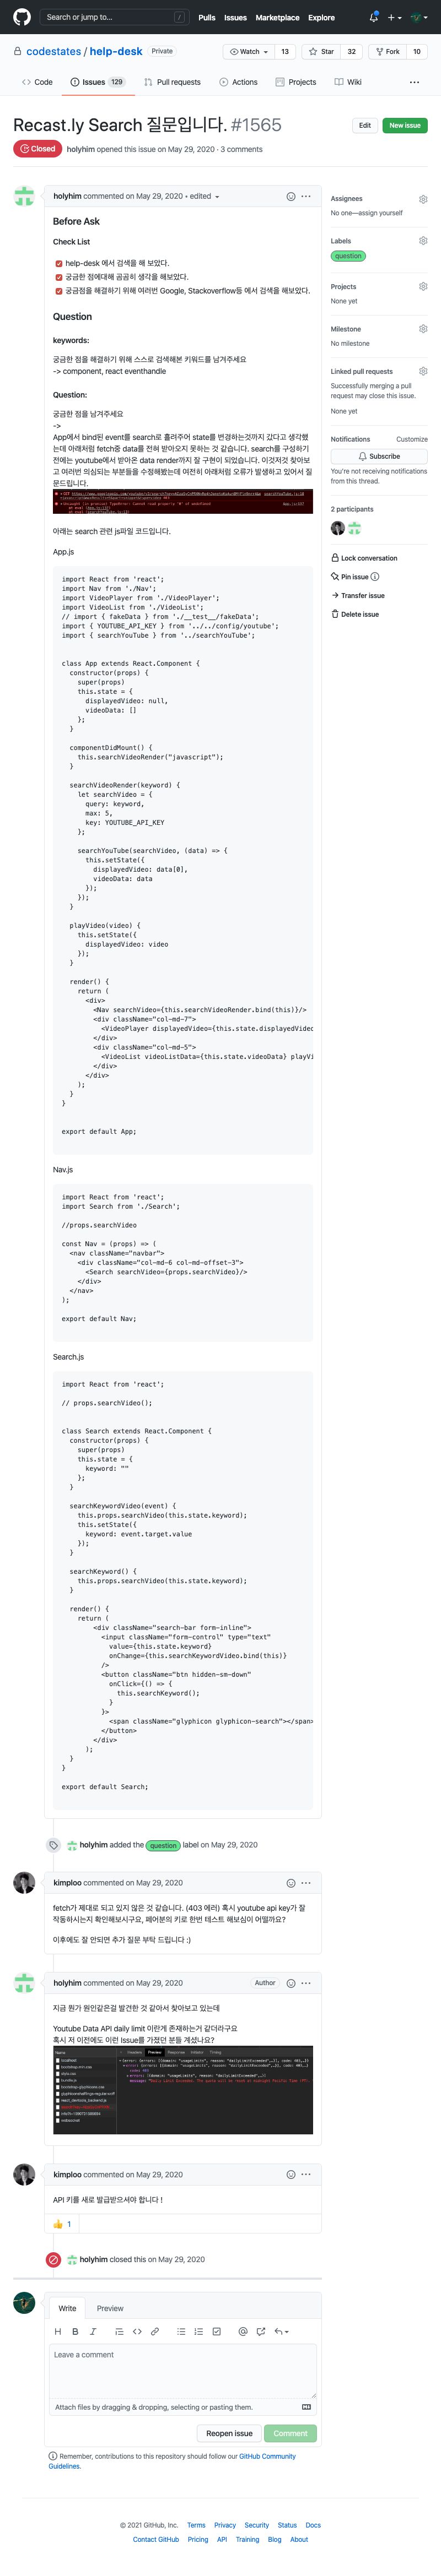 Search or jump to... /
Pulls Issues Marketplace Explore
codestates / help-desk Private
Watch 13 Star 32 Fork 10
Code Issues 129 Pull requests Actions Projects Wiki
Recast.ly Search 질문입니다. #1565
Edit New issue
Closed holyhim opened this issue on May 29, 2020 · 3 comments
holyhim commented on May 29, 2020 • edited
Before Ask
Check List
help-desk 에서 검색을 해 보았다.
궁금한 점에대해 곰곰히 생각을 해보았다.
궁금점을 해결하기 위해 여러번 Google, Stackoverflow등 에서 검색을 해보았다.
Question
keywords:
궁금한 점을 해결하기 위해 스스로 검색해본 키워드를 남겨주세요
-> component, react eventhandle
Question:
궁금한 점을 남겨주세요
->
App에서 bind된 event를 search로 흘려주어 state를 변경하는것까지 갔다고 생각했
는데 아래처럼 fetch중 data를 전혀 받아오지 못하는 것 같습니다. search를 구성하기
전에는 youtube에서 받아온 data render까지 잘 구현이 되었습니다. 이것저것 찾아보
고 여러번 의심되는 부분들을 수정해봤는데 여전히 아래처럼 오류가 발생하고 있어서 질
문드립니다.
아래는 search 관련 js파일 코드입니다.
App.js
import React from 'react';
import Nav from './Nav';
import VideoPlayer from './VideoPlayer';
import VideoList from './VideoList';
// import { fakeData } from './__test__/fakeData';
import { YOUTUBE_API_KEY } from '../../config/youtube';
import { searchYouTube } from '../searchYouTube';
class App extends React.Component {
constructor(props) {
super(props)
this.state = {
displayedVideo: null,
videoData: []
};
}
componentDidMount() {
this.searchVideoRender("javascript");
}
searchVideoRender(keyword) {
let searchVideo = {
query: keyword,
max: 5,
key: YOUTUBE_API_KEY
};
searchYouTube(searchVideo, (data) => {
this.setState({
displayedVideo: data[0],
videoData: data
});
});
}
playVideo(video) {
this.setState({
displayedVideo: video
});
}
render() {
return (
<div>
<Nav searchVideo={this.searchVideoRender.bind(this)}/>
<div className="col-md-7">
<VideoPlayer displayedVideo={this.state.displayedVideo
</div>
<div className="col-md-5">
<VideoList videoListData={this.state.videoData} playVi
</div>
</div>
);
}
}
export default App;
Nav.js
import React from 'react';
import Search from './Search';
//props.searchVideo
const Nav = (props) => (
<nav className="navbar">
<div className="col-md-6 col-md-offset-3">
<Search searchVideo={props.searchVideo}/>
</div>
</nav>
);
export default Nav;
Search.js
import React from 'react';
// props.searchVideo();
class Search extends React.Component {
constructor(props) {
super(props)
this.state = {
keyword: ""
};
}
searchKeywordVideo(event) {
this.props.searchVideo(this.state.keyword);
this.setState({
keyword: event.target.value
});
}
searchKeyword() {
this.props.searchVideo(this.state.keyword);
}
render() {
return (
<div className="search-bar form-inline">
<input className="form-control" type="text"
value={this.state.keyword}
onChange={this.searchKeywordVideo.bind(this)}
/>
<button className="btn hidden-sm-down"
onClick={() => {
this.searchKeyword();
}
}>
<span className="glyphicon glyphicon-search"></span>
</button>
</div>
);
}
}
export default Search;
holyhim added the question label on May 29, 2020
kimploo commented on May 29, 2020
fetch가 제대로 되고 있지 않은 것 같습니다. (403 에러) 혹시 youtube api key가 잘
작동하시는지 확인해보시구요, 페어분의 키로 한번 테스트 해보심이 어떨까요?
이후에도 잘 안되면 추가 질문 부탁 드립니다 :)
holyhim commented on May 29, 2020 Author
지금 뭔가 원인같은걸 발견한 것 같아서 찾아보고 있는데
Youtube Data API daily limit 이란게 존재하는거 같더라구요
혹시 저 이전에도 이런 Issue를 가졌던 분들 계셨나요?
kimploo commented on May 29, 2020
API 키를 새로 발급받으셔야 합니다 !
👍 1
holyhim closed this on May 29, 2020
Write Preview
Leave a comment
Attach files by dragging & dropping, selecting or pasting them.
Reopen issue Comment
Remember, contributions to this repository should follow our GitHub Community
Guidelines.
Assignees
No one—assign yourself
Labels
question
Projects
None yet
Milestone
No milestone
Linked pull requests
Successfully merging a pull
request may close this issue.
None yet
Notifications Customize
Subscribe
You're not receiving notifications
from this thread.
2 participants
Lock conversation
Pin issue
Transfer issue
Delete issue
© 2021 GitHub, Inc. Terms Privacy Security Status Docs
Contact GitHub Pricing API Training Blog About